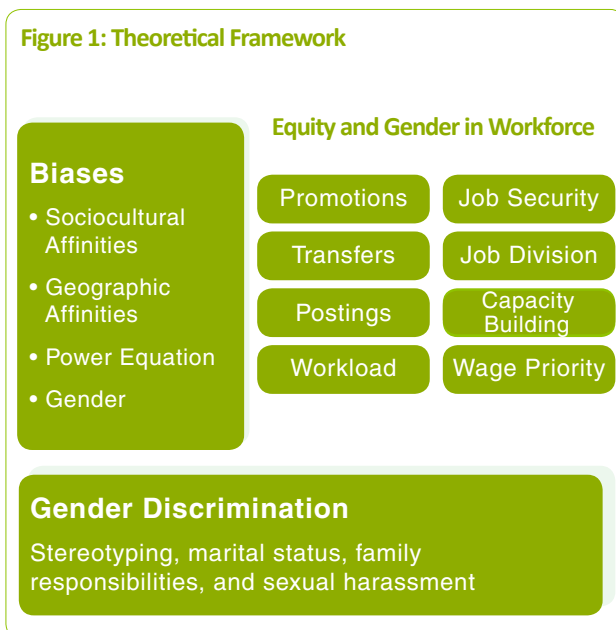 Figure 1: Theoretical Framework
Equity and Gender in Workforce
Biases
• Sociocultural
Affinities
• Geographic
Affinities
• Power Equation
• Gender
Promotions
Job Security
Transfers
Job Division
Postings
Capacity
Building
Workload
Wage Priority
Gender Discrimination
Stereotyping, marital status, family
responsibilities, and sexual harassment